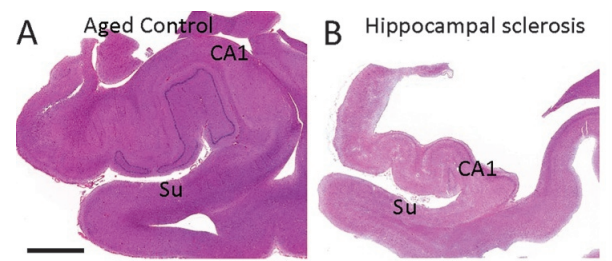 A Aged Control
CA1
Su
B Hippocampal sclerosis
CA1
Su